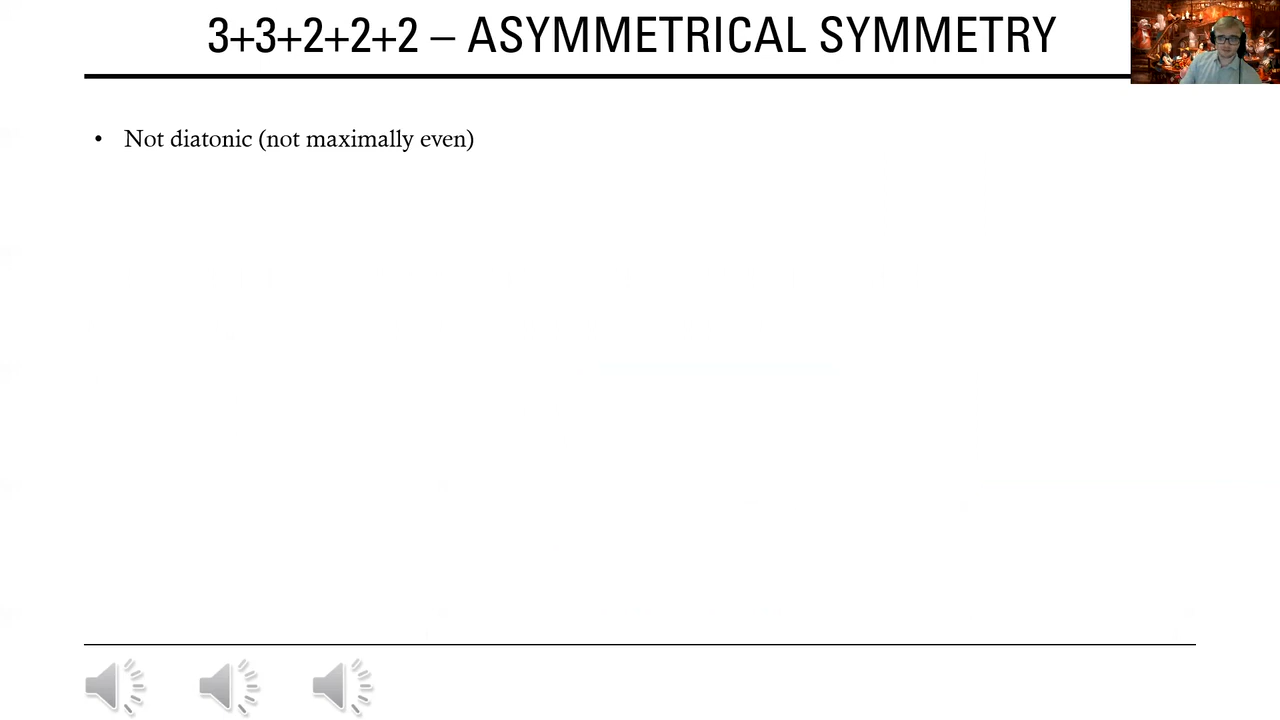 3+3+2+2+2 – ASYMMETRICAL SYMMETRY
• Not diatonic (not maximally even)